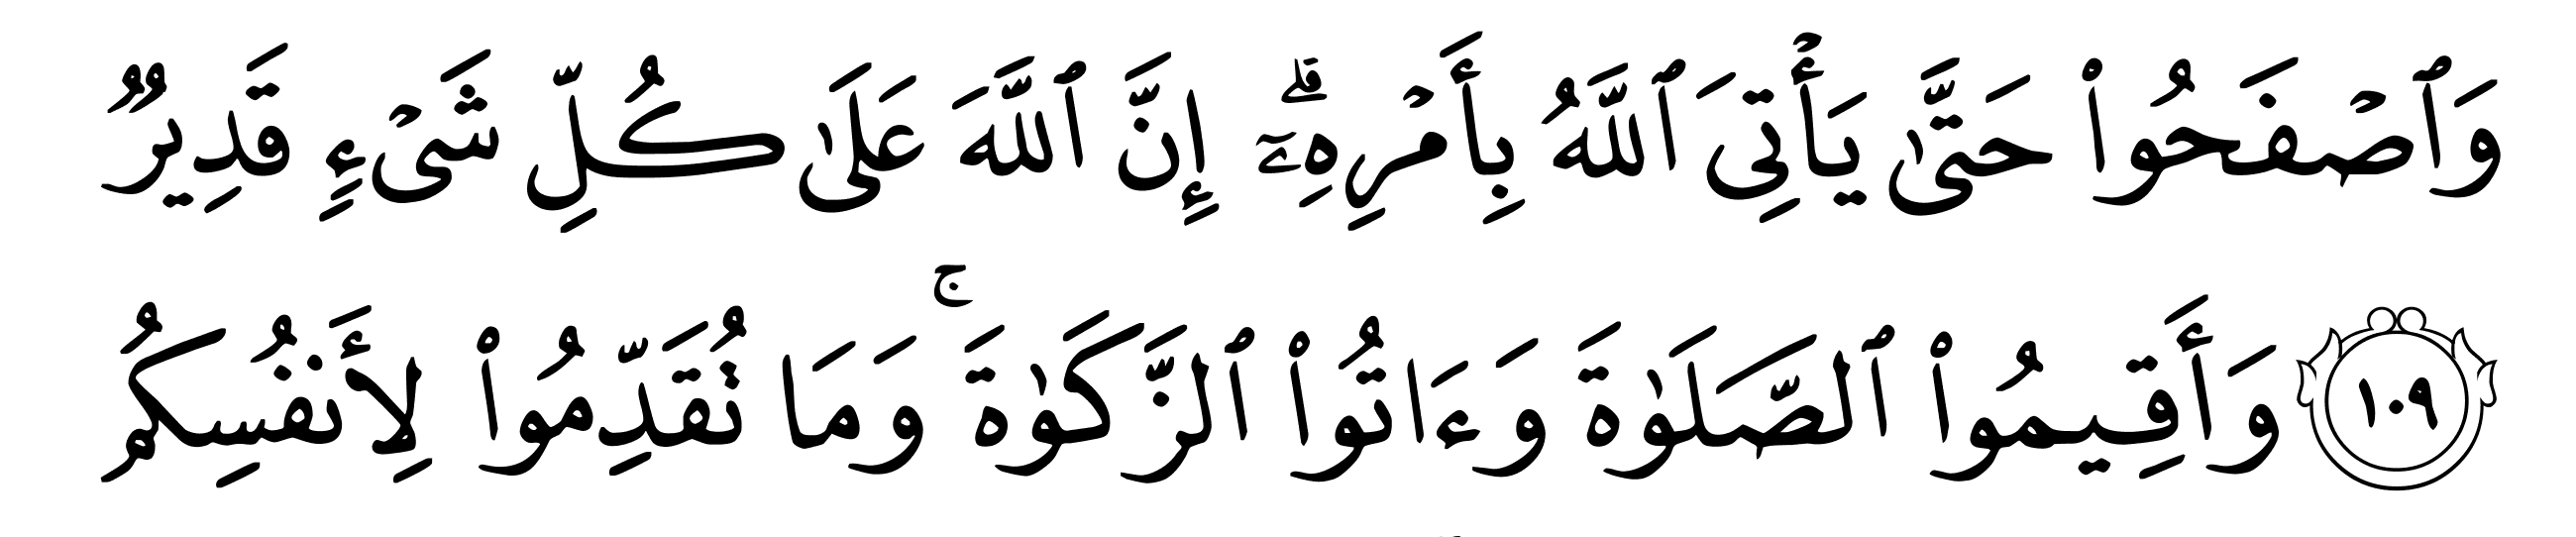 وَٱصْفَحُوا۟ حَتَّىٰ يَأْتِىَ ٱللَّهُ بِأَمْرِهِۦٓ ۗ إِنَّ ٱللَّهَ عَلَىٰ كُلِّ شَىْءٍ قَدِيرٌ
١٠٩ وَأَقِيمُوا۟ ٱلصَّلَوٰةَ وَءَاتُوا۟ ٱلزَّكَوٰةَ ۚ وَمَا تُقَدِّمُوا۟ لِأَنفُسِكُم